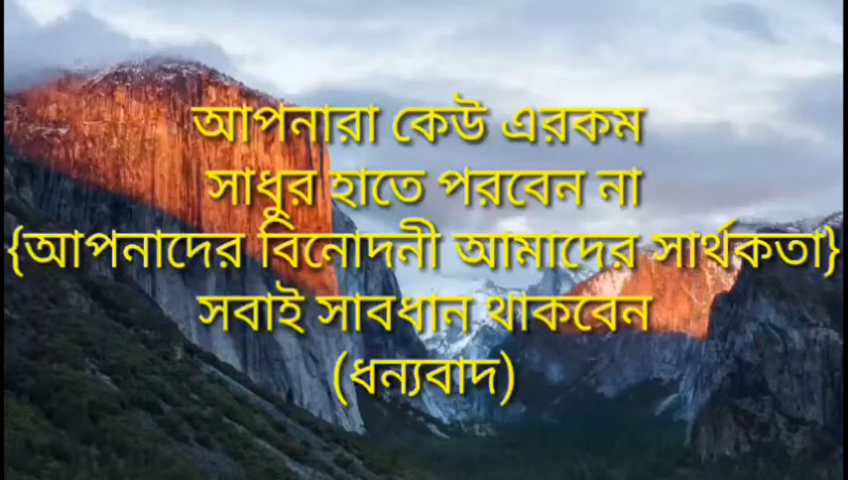 আপনারা কেউ এরকম
সাধুর হাতে পরবেন না
{আপনাদের বিনোদনী আমাদের সার্থকতা}
সবাই সাবধান থাকবেন
(ধন্যবাদ)